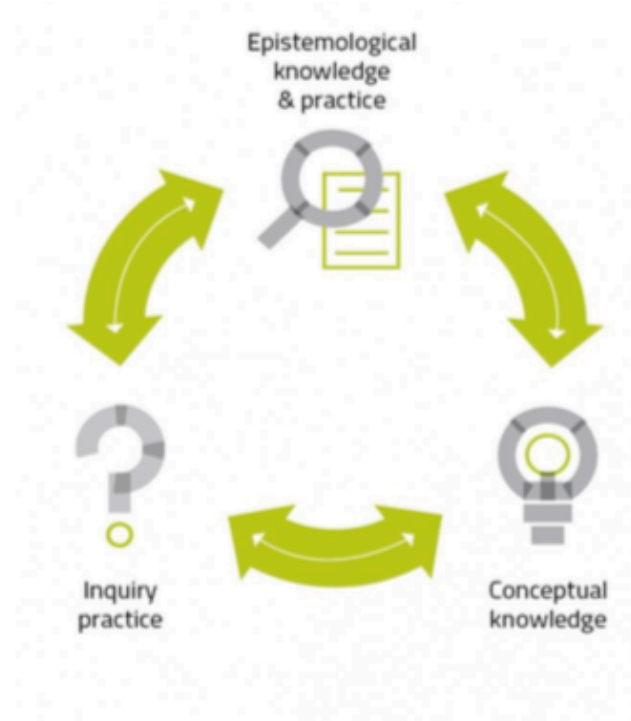 Epistemological
knowledge
& practice
Inquiry
practice
Conceptual
knowledge